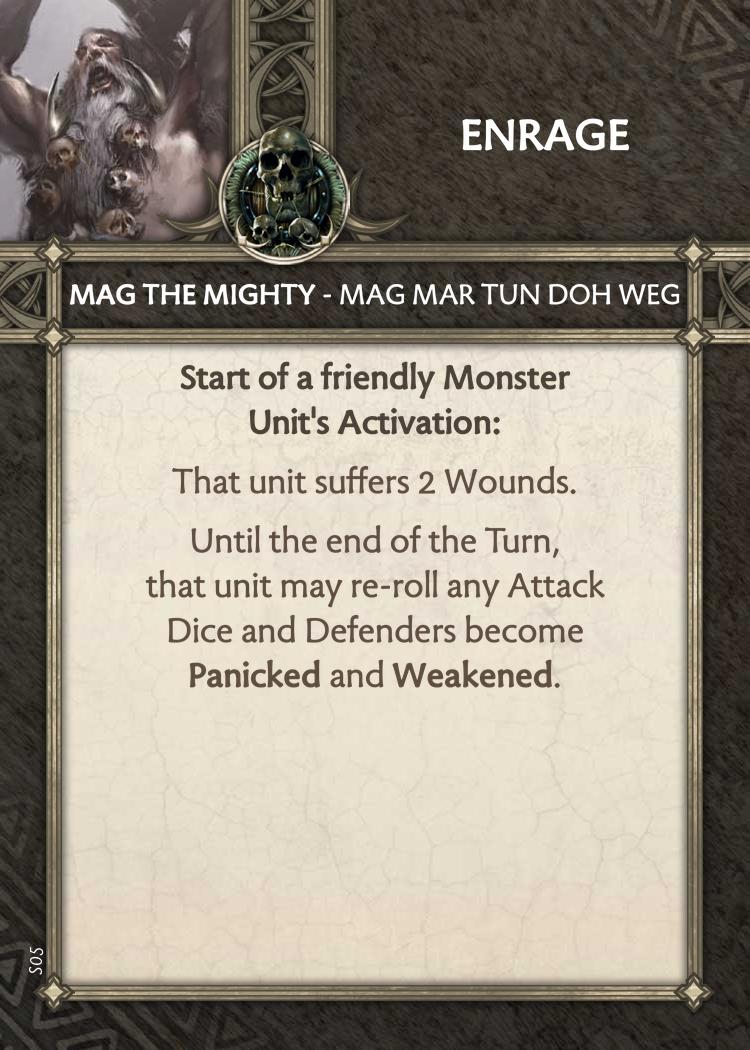 ENRAGE
MAG THE MIGHTY - MAG MAR TUN DOH WEG
Start of a friendly Monster
Unit's Activation:
That unit suffers 2 Wounds.
Until the end of the Turn,
that unit may re-roll any Attack
Dice and Defenders become
Panicked and Weakened.
S05